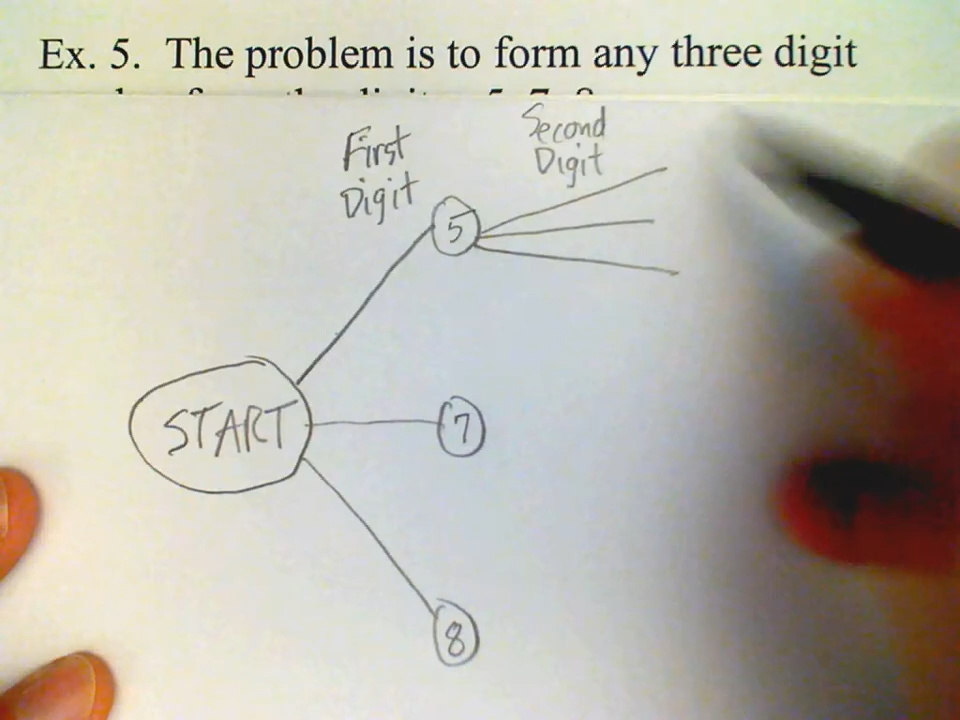 Ex. 5. The problem is to form any three digit
First
Digit
Second
Digit
5
START
7
8